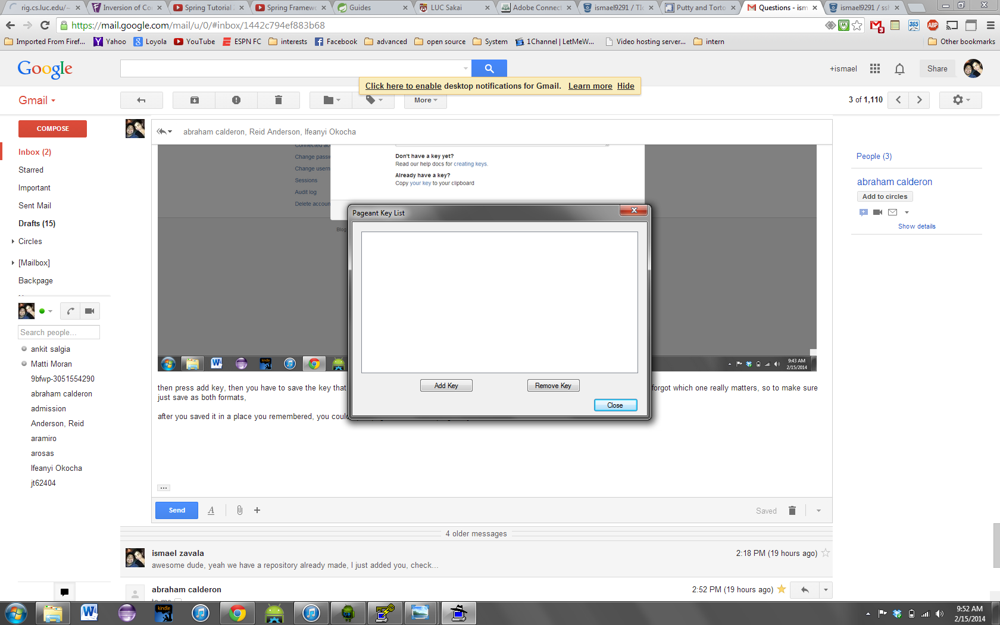 rig.cs.luc.edu/~
Inversion of Co
Spring Tutorial
Spring Framew
Guides
LUC Sakai
Adobe Connect
ismael9291 /
Putty and Torto
Questions - ism
ismael9291 / ss
https://mail.google.com/mail/u/0/#inbox/1442c794ef883b68
3
365
ABP
Imported From Firef...
Yahoo
Loyola
YouTube
ESPN FC
interests
Facebook
advanced
open source
System
1Channel | LetMeW...
Video hosting server...
intern
Other bookmarks
Google
+ismael
Share
Click here to enable desktop notifications for Gmail. Learn more Hide
Gmail
More
3 of 1,110
COMPOSE
Inbox (2)
Starred
Important
Sent Mail
Drafts (15)
Circles
[Mailbox]
Backpage
Search people...
ankit salgia
Matti Moran
9bfwp-3051554290
abraham calderon
admission
Anderson, Reid
aramiro
arosas
Ifeanyi Okocha
jt62404
abraham calderon, Reid Anderson, Ifeanyi Okocha
Change passw
Change usern
Sessions
Audit log
Delete accoun
Blog
Don't have a key yet?
Read our help docs for creating keys.
Already have a key?
Copy your key to your clipboard
Pageant Key List
Add Key
Remove Key
Close
9:43 AM
2/15/2014
then press add key, then you have to save the key that
forgot which one really matters, so to make sure
just save as both formats,
after you saved it in a place you remembered, you could
Send
Saved
4 older messages
ismael zavala
2:18 PM (19 hours ago)
awesome dude, yeah we have a repository already made, I just added you, check...
abraham calderon
2:52 PM (19 hours ago)
to me
People (3)
abraham calderon
Add to circles
Show details
kindle
9:52 AM
2/15/2014